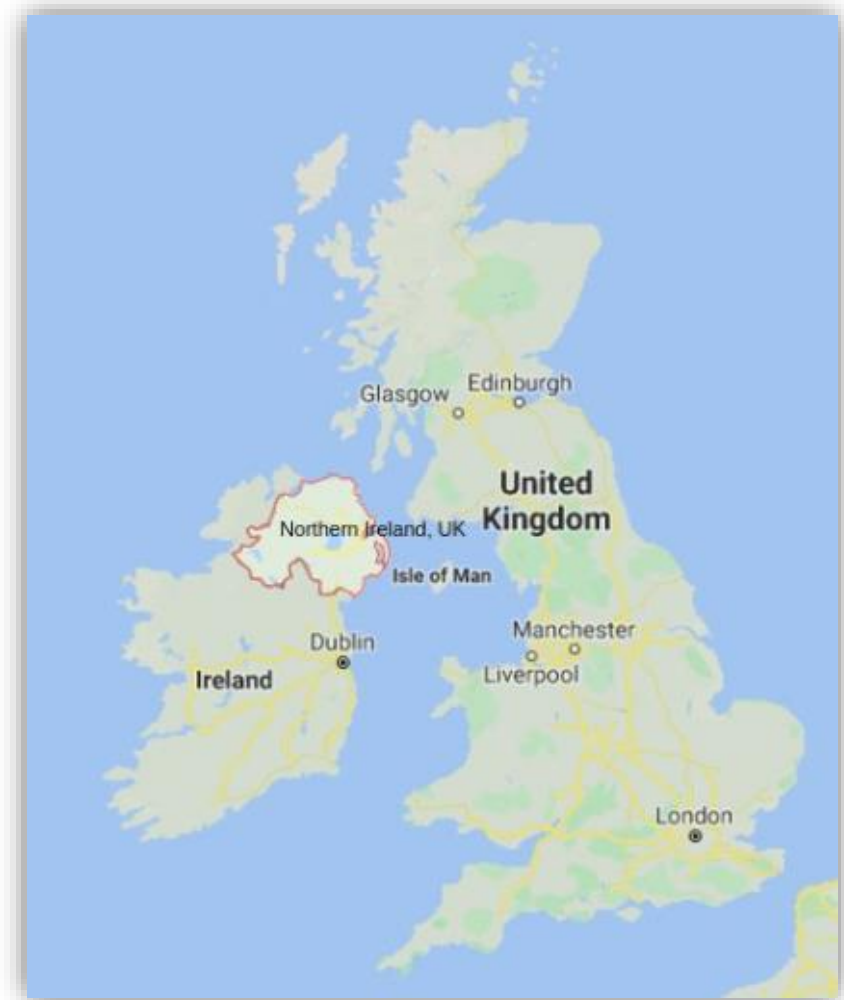 Glasgow
Edinburgh
United
Kingdom
Northern Ireland, UK
Isle of Man
Dublin
Manchester
Liverpool
Ireland
London